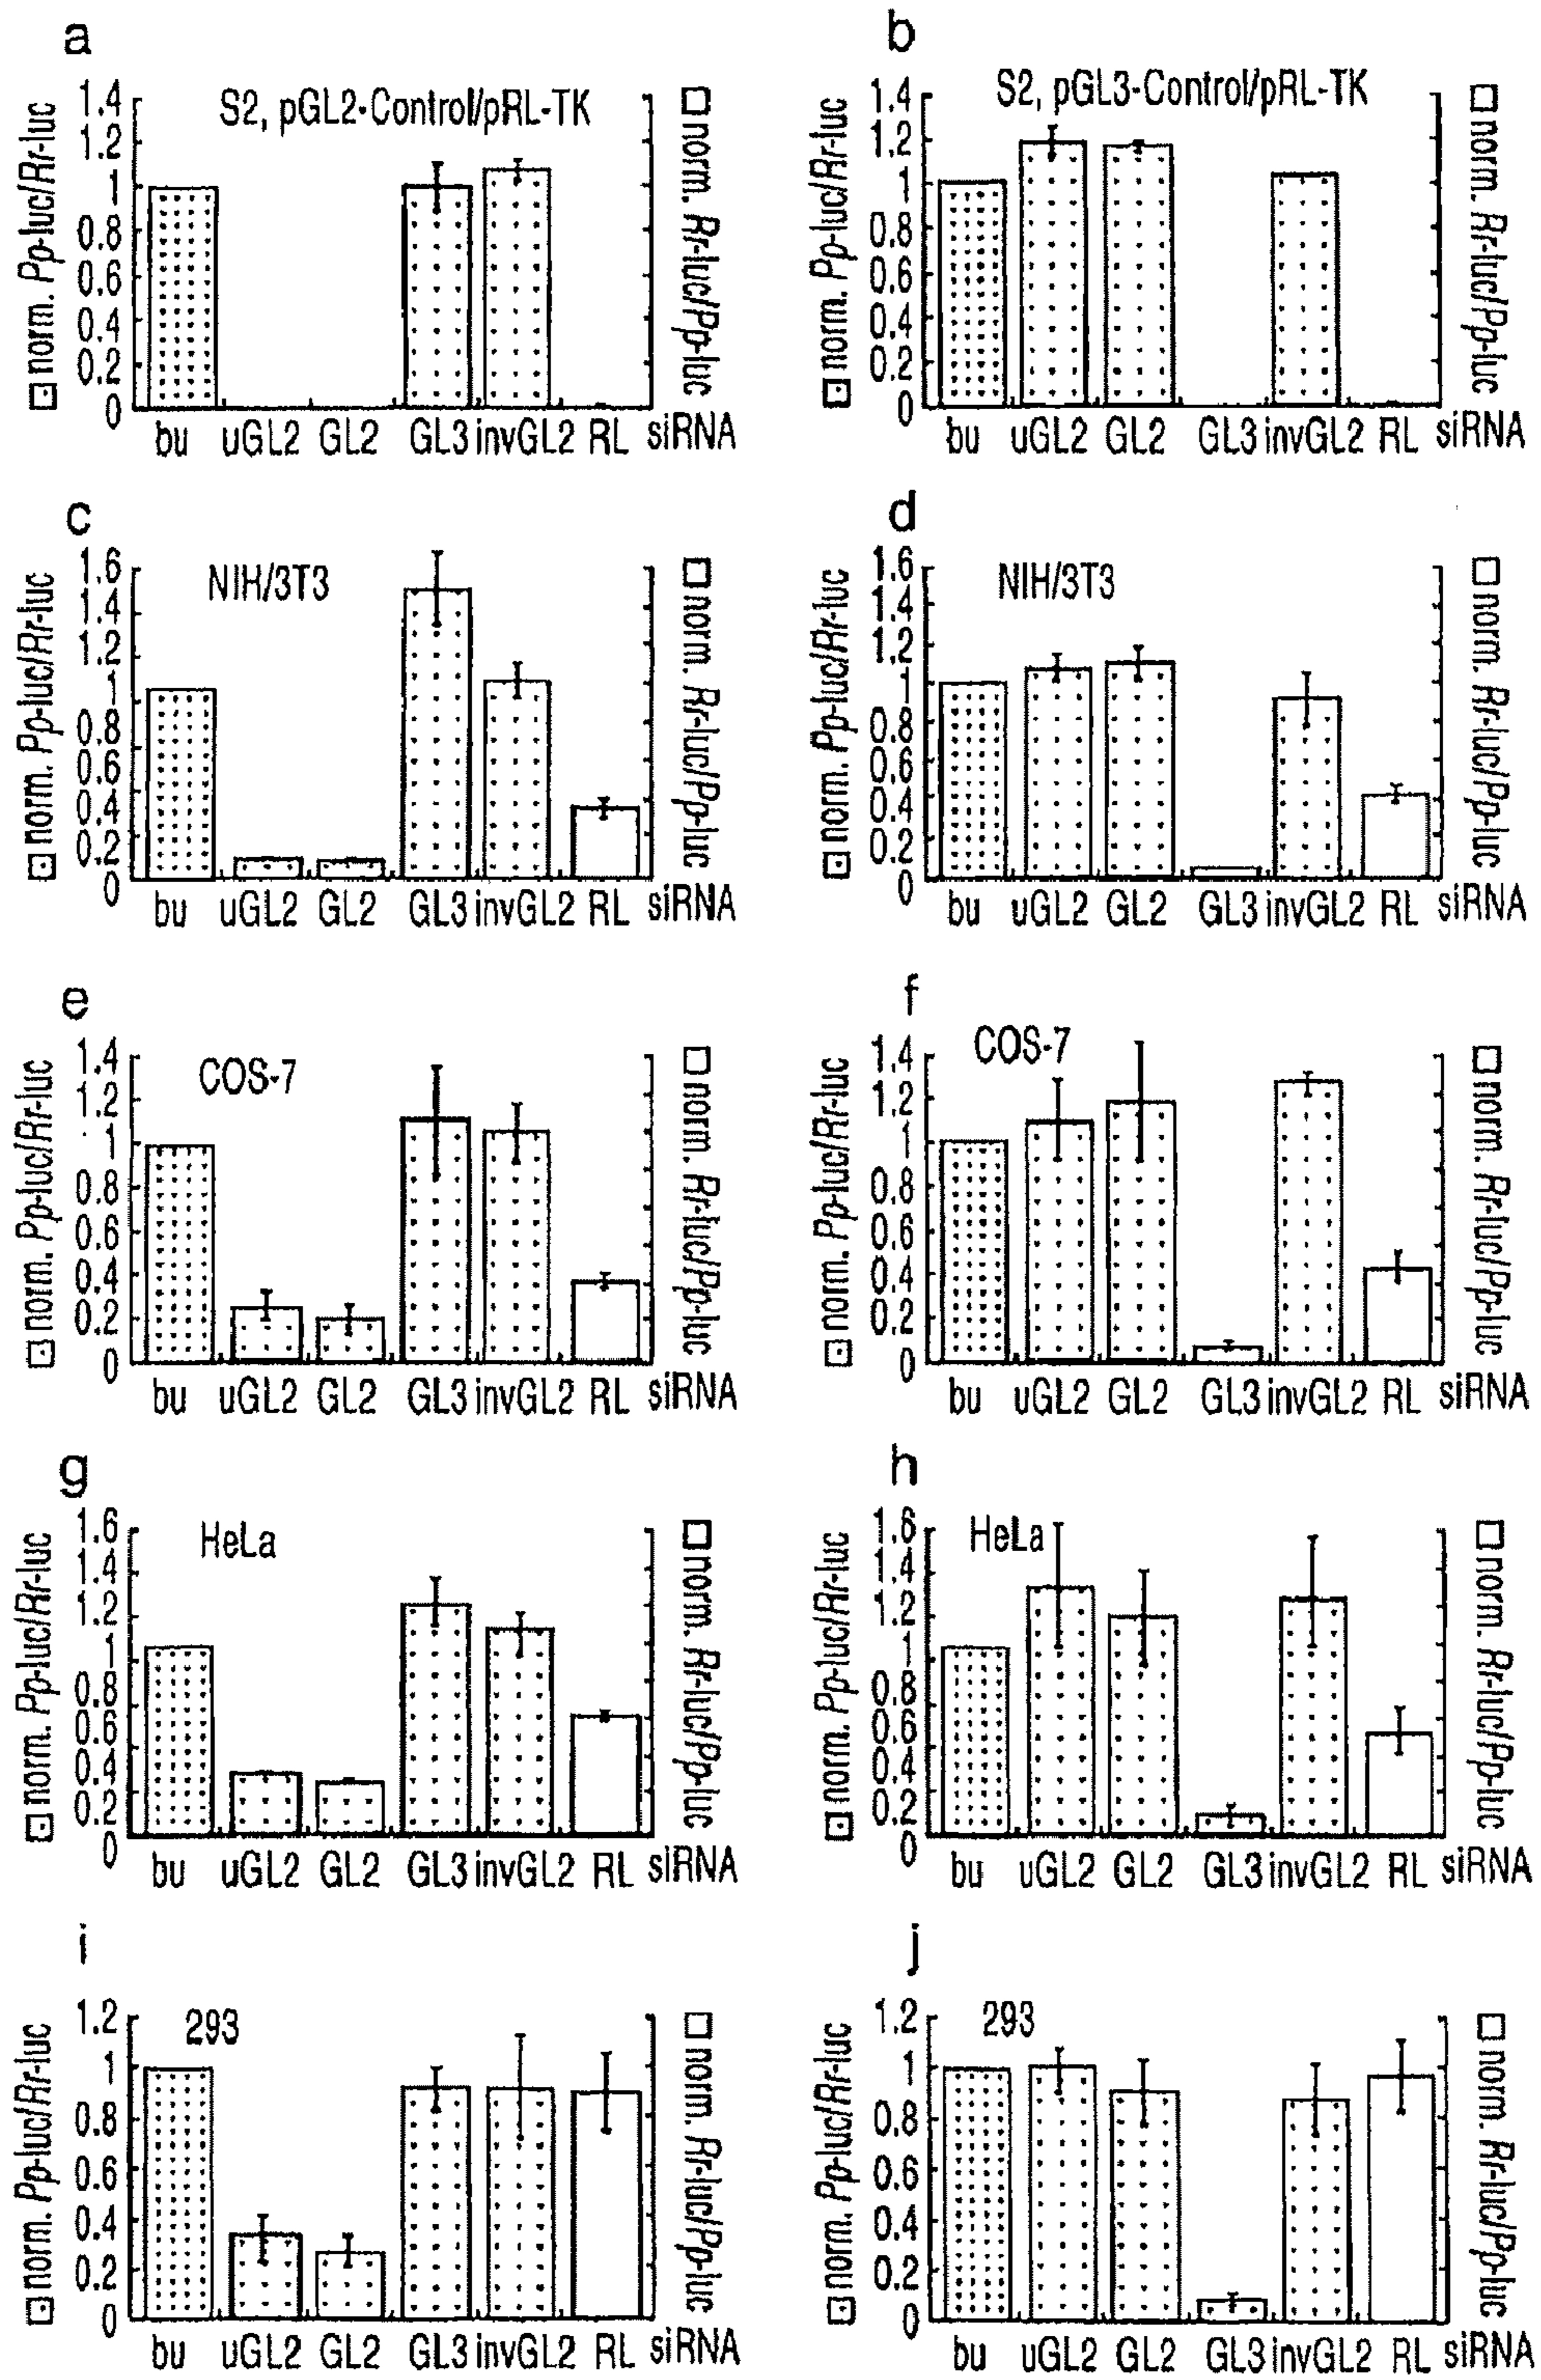 a
S2, pGL2-Control/pRL-TK
norm. Pp-luc/Rr-luc
1.4
1.2
1
0.8
0.6
0.4
0.2
0
bu uGL2 GL2 GL3 invGL2 RL siRNA
norm. Rr-luc/Pp-luc
b
S2, pGL3-Control/pRL-TK
norm. Pp-luc/Rr-luc
1.4
1.2
1
0.8
0.6
0.4
0.2
0
bu uGL2 GL2 GL3 invGL2 RL siRNA
norm. Rr-luc/Pp-luc
c
NIH/3T3
norm. Pp-luc/Rr-luc
1.6
1.4
1.2
1
0.8
0.6
0.4
0.2
0
bu uGL2 GL2 GL3 invGL2 RL siRNA
norm. Rr-luc/Pp-luc
d
NIH/3T3
norm. Pp-luc/Rr-luc
1.6
1.4
1.2
1
0.8
0.6
0.4
0.2
0
bu uGL2 GL2 GL3 invGL2 RL siRNA
norm. Rr-luc/Pp-luc
e
COS-7
norm. Pp-luc/Rr-luc
1.4
1.2
1
0.8
0.6
0.4
0.2
0
bu uGL2 GL2 GL3 invGL2 RL siRNA
norm. Rr-luc/Pp-luc
f
COS-7
norm. Pp-luc/Rr-luc
1.4
1.2
1
0.8
0.6
0.4
0.2
0
bu uGL2 GL2 GL3 invGL2 RL siRNA
norm. Rr-luc/Pp-luc
g
HeLa
norm. Pp-luc/Rr-luc
1.6
1.4
1.2
1
0.8
0.6
0.4
0.2
0
bu uGL2 GL2 GL3 invGL2 RL siRNA
norm. Rr-luc/Pp-luc
h
HeLa
norm. Pp-luc/Rr-luc
1.6
1.4
1.2
1
0.8
0.6
0.4
0.2
0
bu uGL2 GL2 GL3 invGL2 RL siRNA
norm. Rr-luc/Pp-luc
i
293
norm. Pp-luc/Rr-luc
1.2
1
0.8
0.6
0.4
0.2
0
bu uGL2 GL2 GL3 invGL2 RL siRNA
norm. Rr-luc/Pp-luc
j
293
norm. Pp-luc/Rr-luc
1.2
1
0.8
0.6
0.4
0.2
0
bu uGL2 GL2 GL3 invGL2 RL siRNA
norm. Rr-luc/Pp-luc